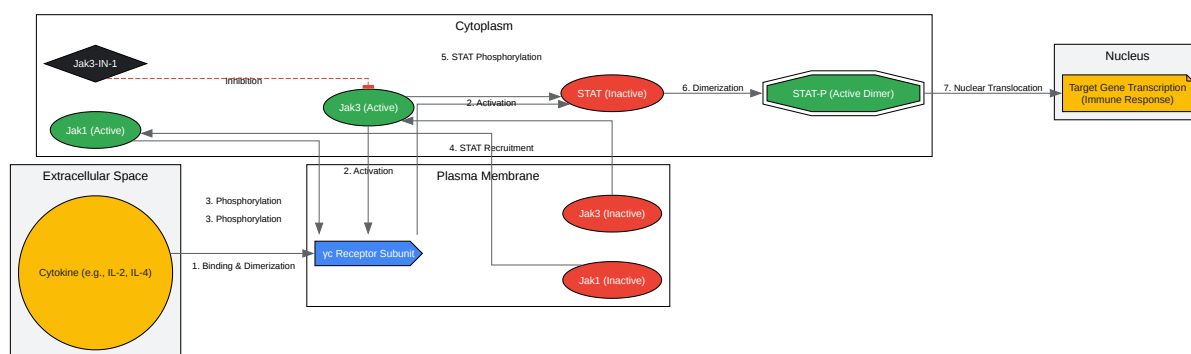 Cytoplasm
Jak3-IN-1
Inhibition
5. STAT Phosphorylation
Nucleus
Jak3 (Active)
2. Activation
STAT (Inactive)
6. Dimerization
STAT-P (Active Dimer)
7. Nuclear Translocation
Target Gene Transcription
(Immune Response)
Jak1 (Active)
4. STAT Recruitment
Extracellular Space
2. Activation
Plasma Membrane
3. Phosphorylation
3. Phosphorylation
Jak3 (Inactive)
Cytokine (e.g., IL-2, IL-4)
1. Binding & Dimerization
γc Receptor Subunit
Jak1 (Inactive)